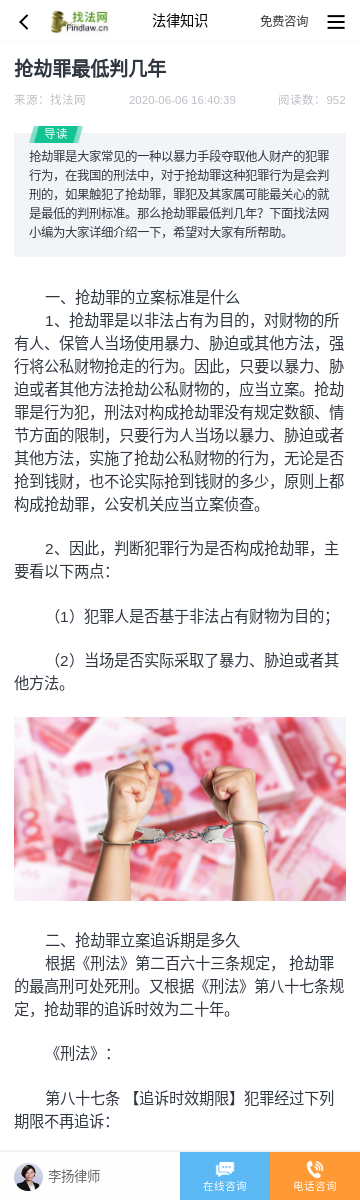 找法网
Findlaw.cn
法律知识
免费咨询
抢劫罪最低判几年
来源：找法网
2020-06-06 16:40:39
阅读数：952
导读
抢劫罪是大家常见的一种以暴力手段夺取他人财产的犯罪
行为，在我国的刑法中，对于抢劫罪这种犯罪行为是会判
刑的，如果触犯了抢劫罪，罪犯及其家属可能最关心的就
是最低的判刑标准。那么抢劫罪最低判几年？下面找法网
小编为大家详细介绍一下，希望对大家有所帮助。
一、抢劫罪的立案标准是什么
1、抢劫罪是以非法占有为目的，对财物的所
有人、保管人当场使用暴力、胁迫或其他方法，强
行将公私财物抢走的行为。因此，只要以暴力、胁
迫或者其他方法抢劫公私财物的，应当立案。抢劫
罪是行为犯，刑法对构成抢劫罪没有规定数额、情
节方面的限制，只要行为人当场以暴力、胁迫或者
其他方法，实施了抢劫公私财物的行为，无论是否
抢到钱财，也不论实际抢到钱财的多少，原则上都
构成抢劫罪，公安机关应当立案侦查。
2、因此，判断犯罪行为是否构成抢劫罪，主
要看以下两点：
（1）犯罪人是否基于非法占有财物为目的；
（2）当场是否实际采取了暴力、胁迫或者其
他方法。
二、抢劫罪立案追诉期是多久
根据《刑法》第二百六十三条规定， 抢劫罪
的最高刑可处死刑。又根据《刑法》第八十七条规
定，抢劫罪的追诉时效为二十年。
《刑法》：
第八十七条 【追诉时效期限】犯罪经过下列
期限不再追诉：
李扬律师
在线咨询
电话咨询